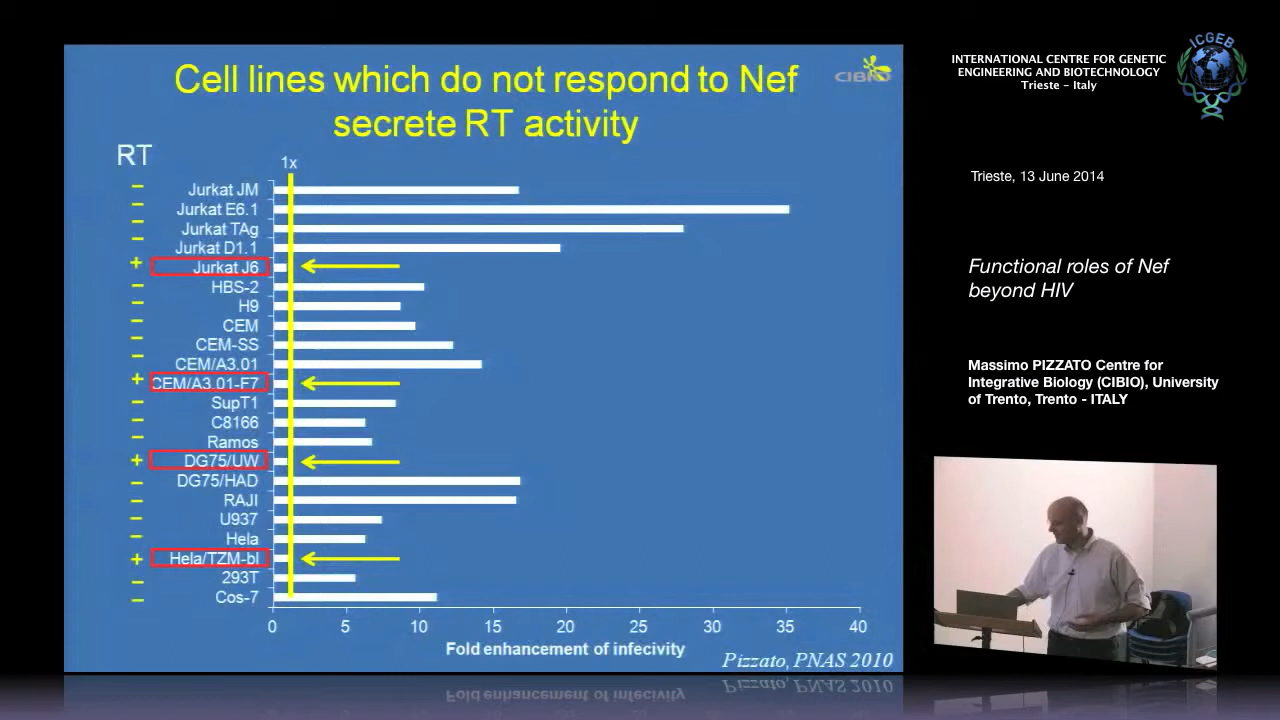 Cell lines which do not respond to Nef
secrete RT activity
CIBIO
RT
1x
− Jurkat JM
− Jurkat E6.1
− Jurkat TAg
− Jurkat D1.1
+ Jurkat J6
− HBS-2
− H9
− CEM
− CEM-SS
− CEM/A3.01
+ CEM/A3.01-F7
− SupT1
− C8166
− Ramos
+ DG75/UW
− DG75/HAD
− RAJI
− U937
− Hela
+ Hela/TZM-bl
− 293T
− Cos-7
0 5 10 15 20 25 30 35 40
Fold enhancement of infecivity
Pizzato, PNAS 2010
INTERNATIONAL CENTRE FOR GENETIC
ENGINEERING AND BIOTECHNOLOGY
Trieste - Italy
ICGEB
Trieste, 13 June 2014
Functional roles of Nef
beyond HIV
Massimo PIZZATO Centre for
Integrative Biology (CIBIO), University
of Trento, Trento - ITALY